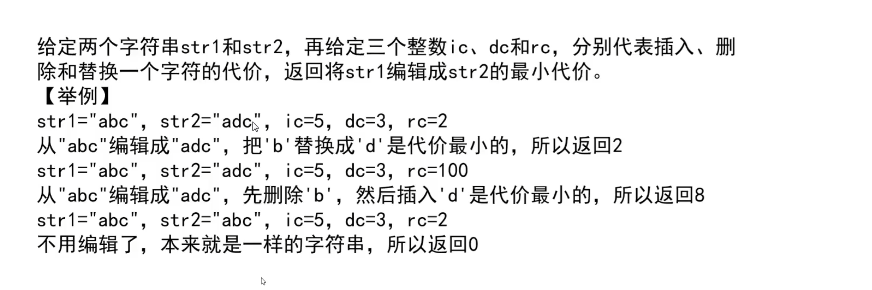 给定两个字符串str1和str2，再给定三个整数ic、dc和rc，分别代表插入、删
除和替换一个字符的代价，返回将str1编辑成str2的最小代价。
【举例】
str1="abc"，str2="adc"，ic=5，dc=3，rc=2
从"abc"编辑成"adc"，把'b'替换成'd'是代价最小的，所以返回2
str1="abc"，str2="adc"，ic=5，dc=3，rc=100
从"abc"编辑成"adc"，先删除'b'，然后插入'd'是代价最小的，所以返回8
str1="abc"，str2="abc"，ic=5，dc=3，rc=2
不用编辑了，本来就是一样的字符串，所以返回0